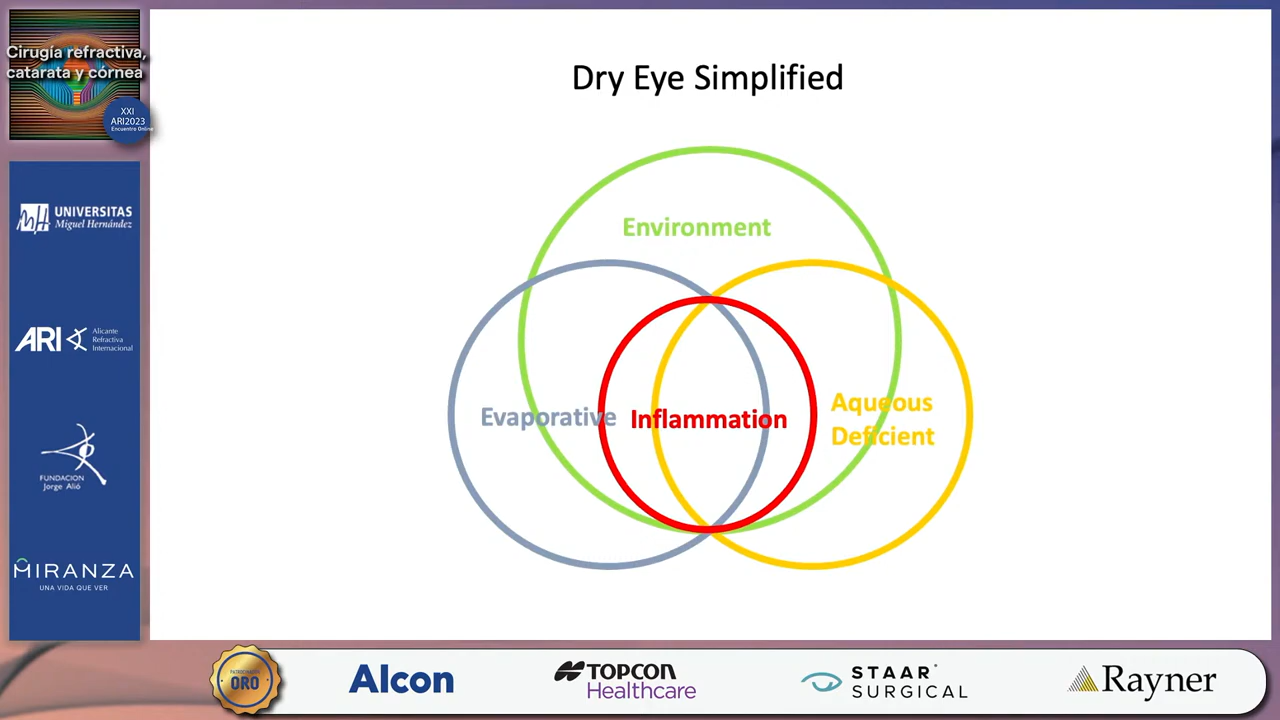 Cirugía refractiva,
catarata y córnea
XXI
ARI2023
Encuentro Online
Dry Eye Simplified
Environment
Evaporative
Inflammation
Aqueous
Deficient
UNIVERSITAS
Miguel Hernández
ARI
Alicante
Refractiva
Internacional
FUNDACION
Jorge Alió
MIRANZA
UNA VIDA QUE VER
ORO
Alcon
TOPCON
Healthcare
STAAR
SURGICAL
Rayner